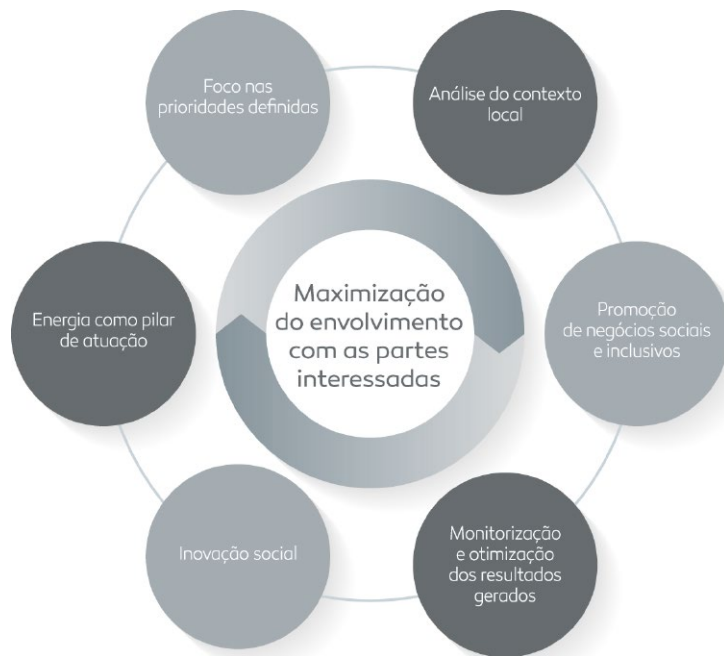 Foco nas
prioridades definidas
Análise do contexto
local
Energia como pilar
de atuação
Maximização
do envolvimento
com as partes
interessadas
Promoção
de negócios sociais
e inclusivos
Inovação social
Monitorização
e otimização
dos resultados
gerados